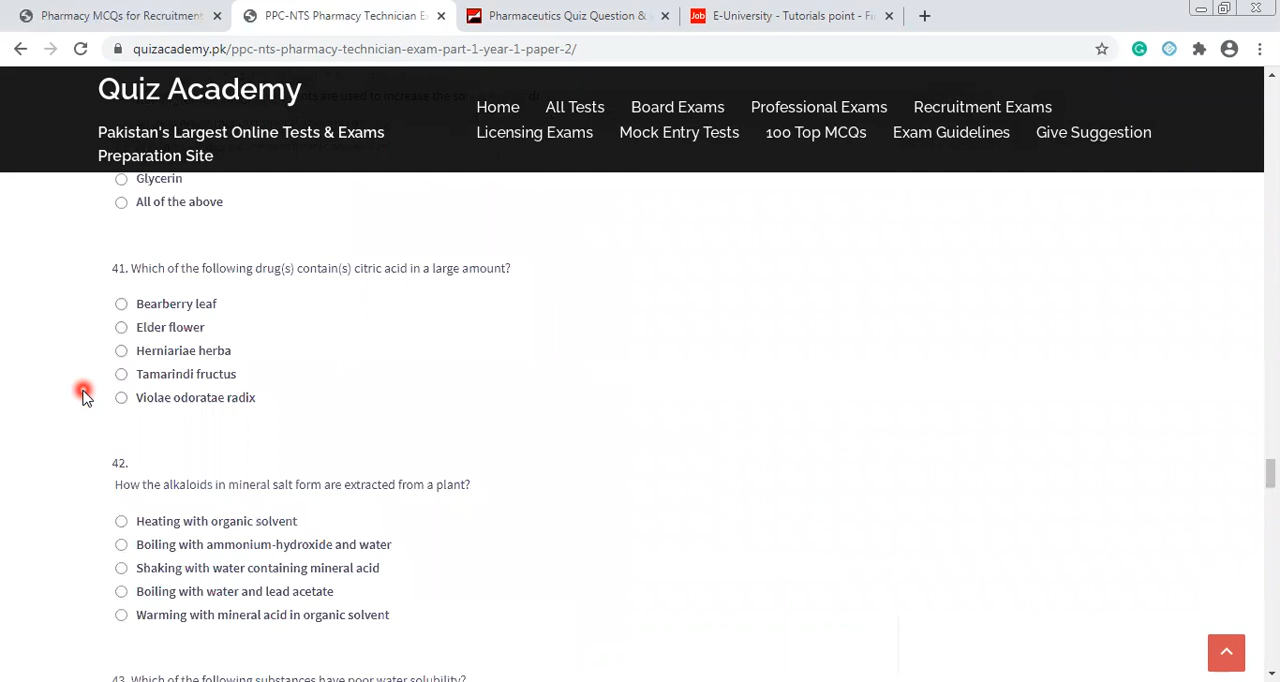 Pharmacy MCQs for Recruitment
PPC-NTS Pharmacy Technician E
Pharmaceutics Quiz Question &
E-University - Tutorials point - Fi
quizacademy.pk/ppc-nts-pharmacy-technician-exam-part-1-year-1-paper-2/
Quiz Academy
Pakistan's Largest Online Tests & Exams
Preparation Site
Home All Tests Board Exams Professional Exams Recruitment Exams
Licensing Exams Mock Entry Tests 100 Top MCQs Exam Guidelines Give Suggestion
Glycerin
All of the above
41. Which of the following drug(s) contain(s) citric acid in a large amount?
Bearberry leaf
Elder flower
Herniariae herba
Tamarindi fructus
Violae odoratae radix
42.
How the alkaloids in mineral salt form are extracted from a plant?
Heating with organic solvent
Boiling with ammonium-hydroxide and water
Shaking with water containing mineral acid
Boiling with water and lead acetate
Warming with mineral acid in organic solvent
43. Which of the following substances have poor water solubility?